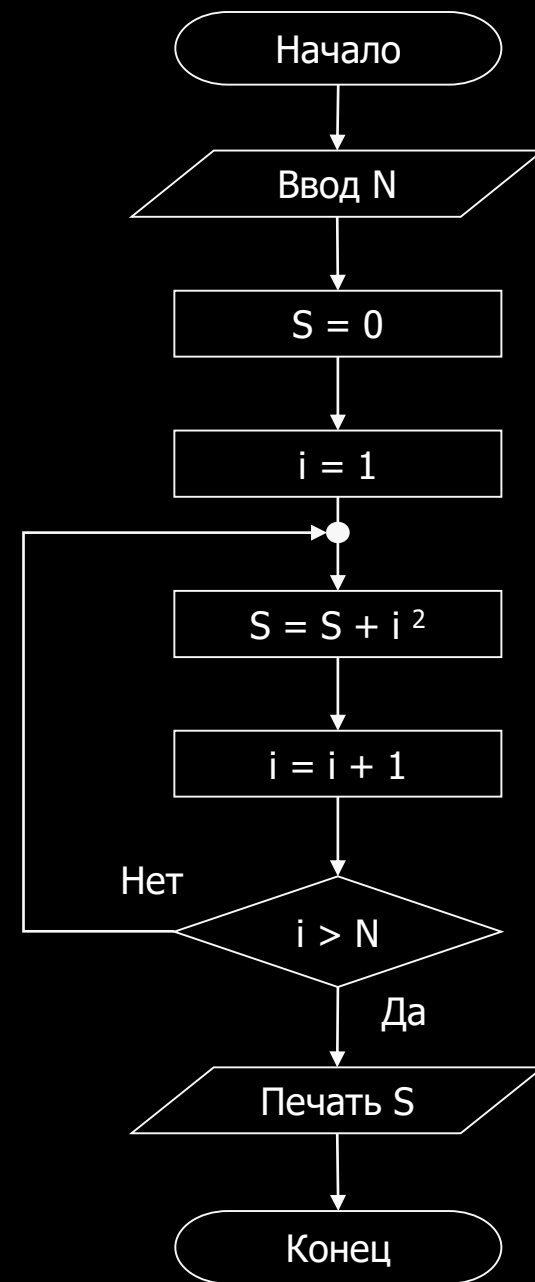 Начало
Ввод N
S = 0
i = 1
S = S + i ²
i = i + 1
Нет
i > N
Да
Печать S
Конец